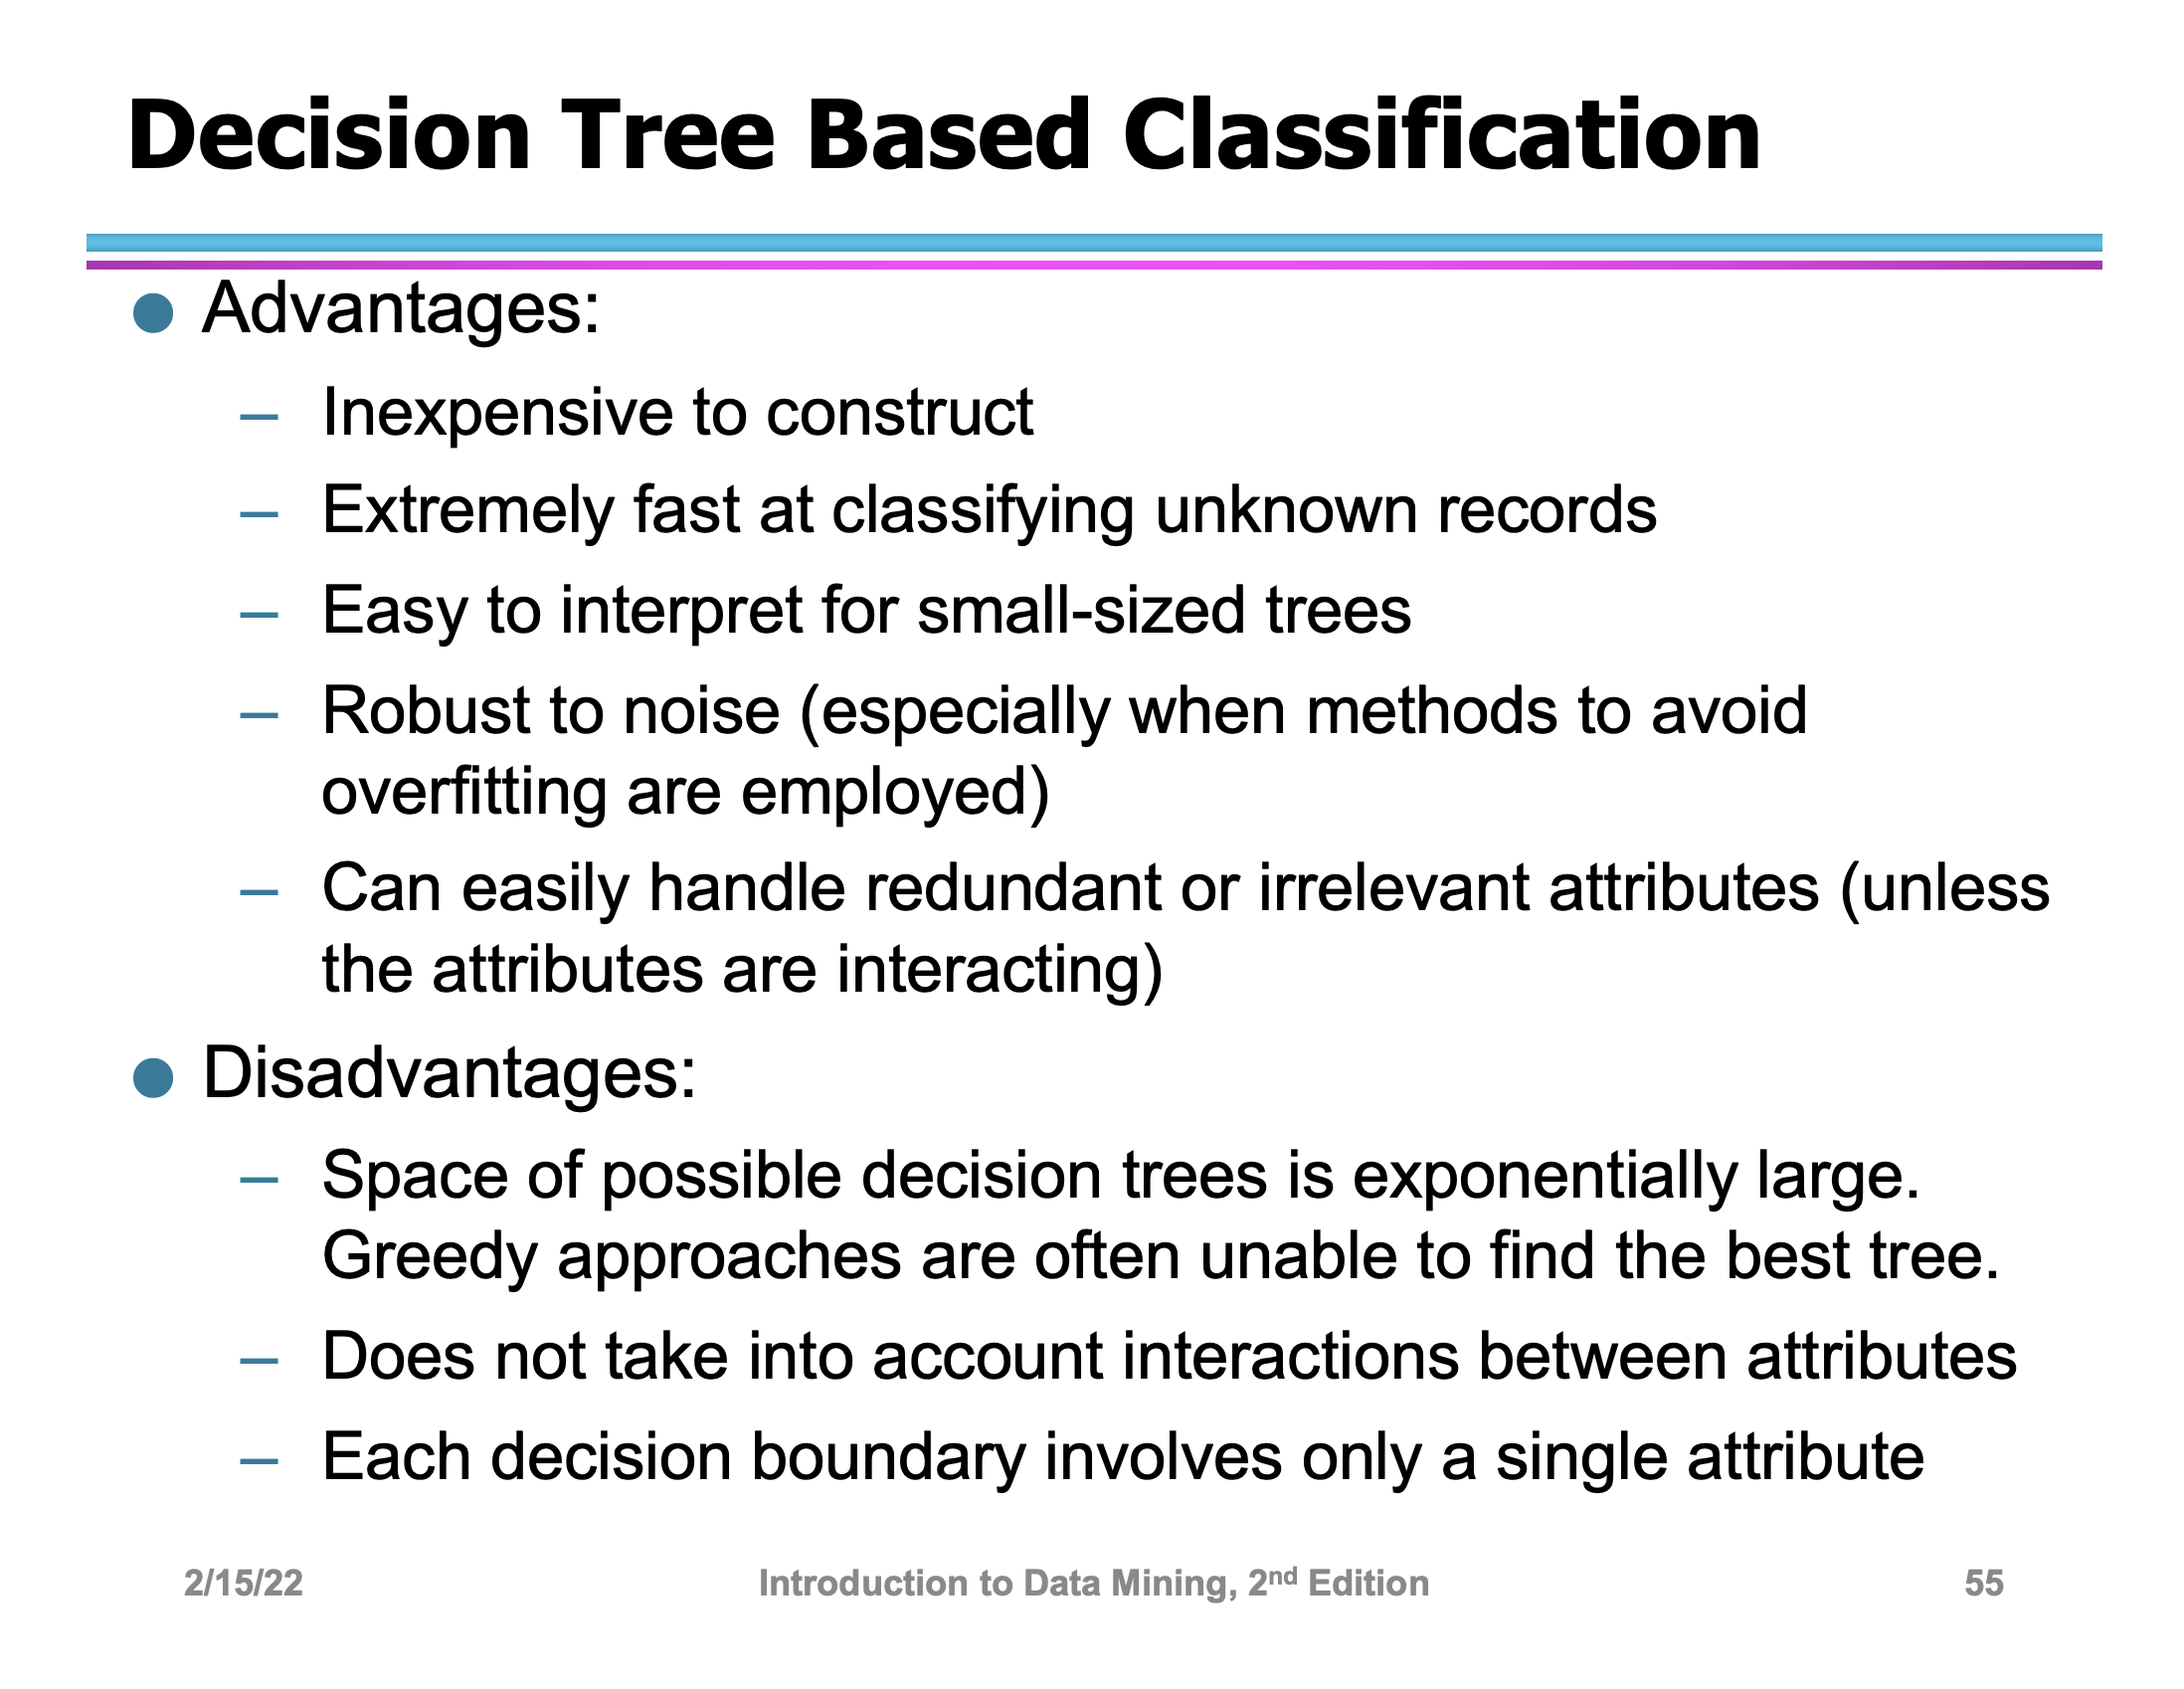 Decision Tree Based Classification
● Advantages:
– Inexpensive to construct
– Extremely fast at classifying unknown records
– Easy to interpret for small-sized trees
– Robust to noise (especially when methods to avoid
overfitting are employed)
– Can easily handle redundant or irrelevant attributes (unless
the attributes are interacting)
● Disadvantages:
– Space of possible decision trees is exponentially large.
Greedy approaches are often unable to find the best tree.
– Does not take into account interactions between attributes
– Each decision boundary involves only a single attribute
2/15/22 Introduction to Data Mining, 2nd Edition 55